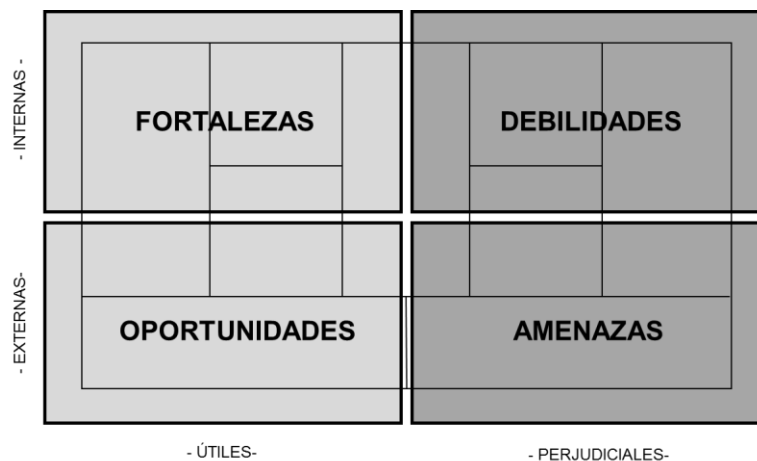 - INTERNAS -
FORTALEZAS
DEBILIDADES
- EXTERNAS-
OPORTUNIDADES
AMENAZAS
- ÚTILES-
- PERJUDICIALES-